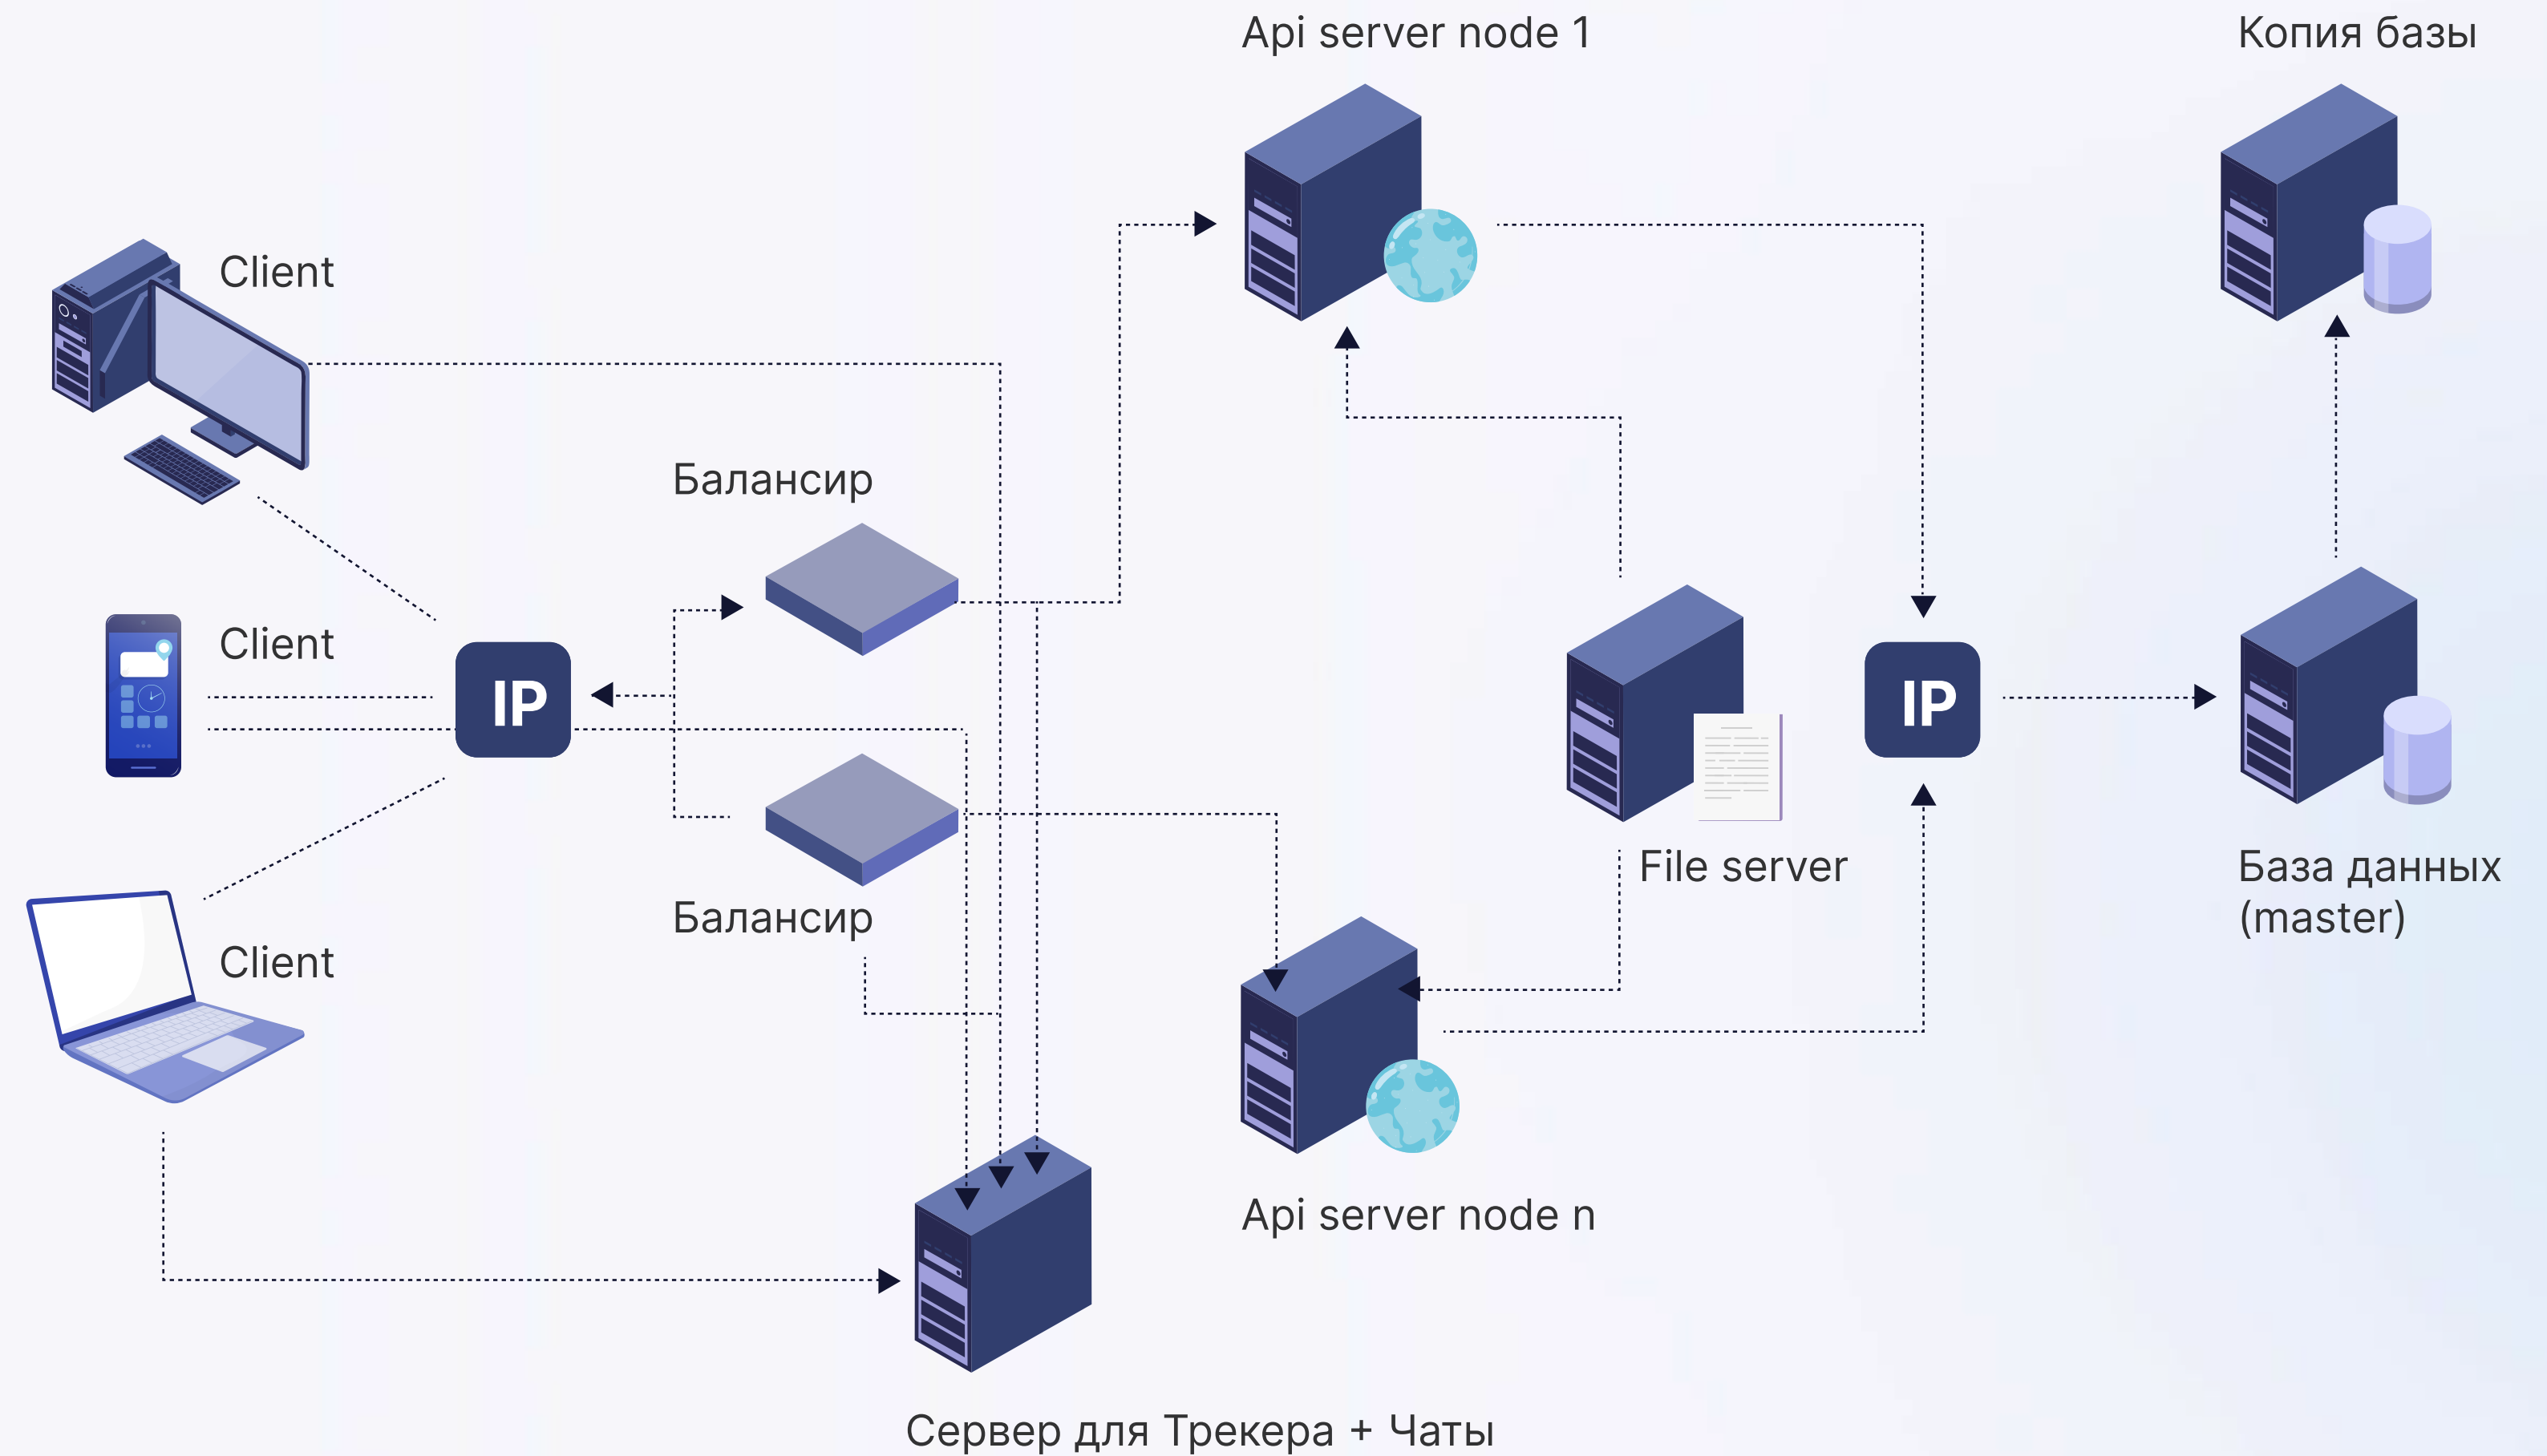 Api server node 1
Копия базы
Client
Балансир
Client
IP
IP
File server
База данных
(master)
Балансир
Client
Api server node n
Сервер для Трекера + Чаты